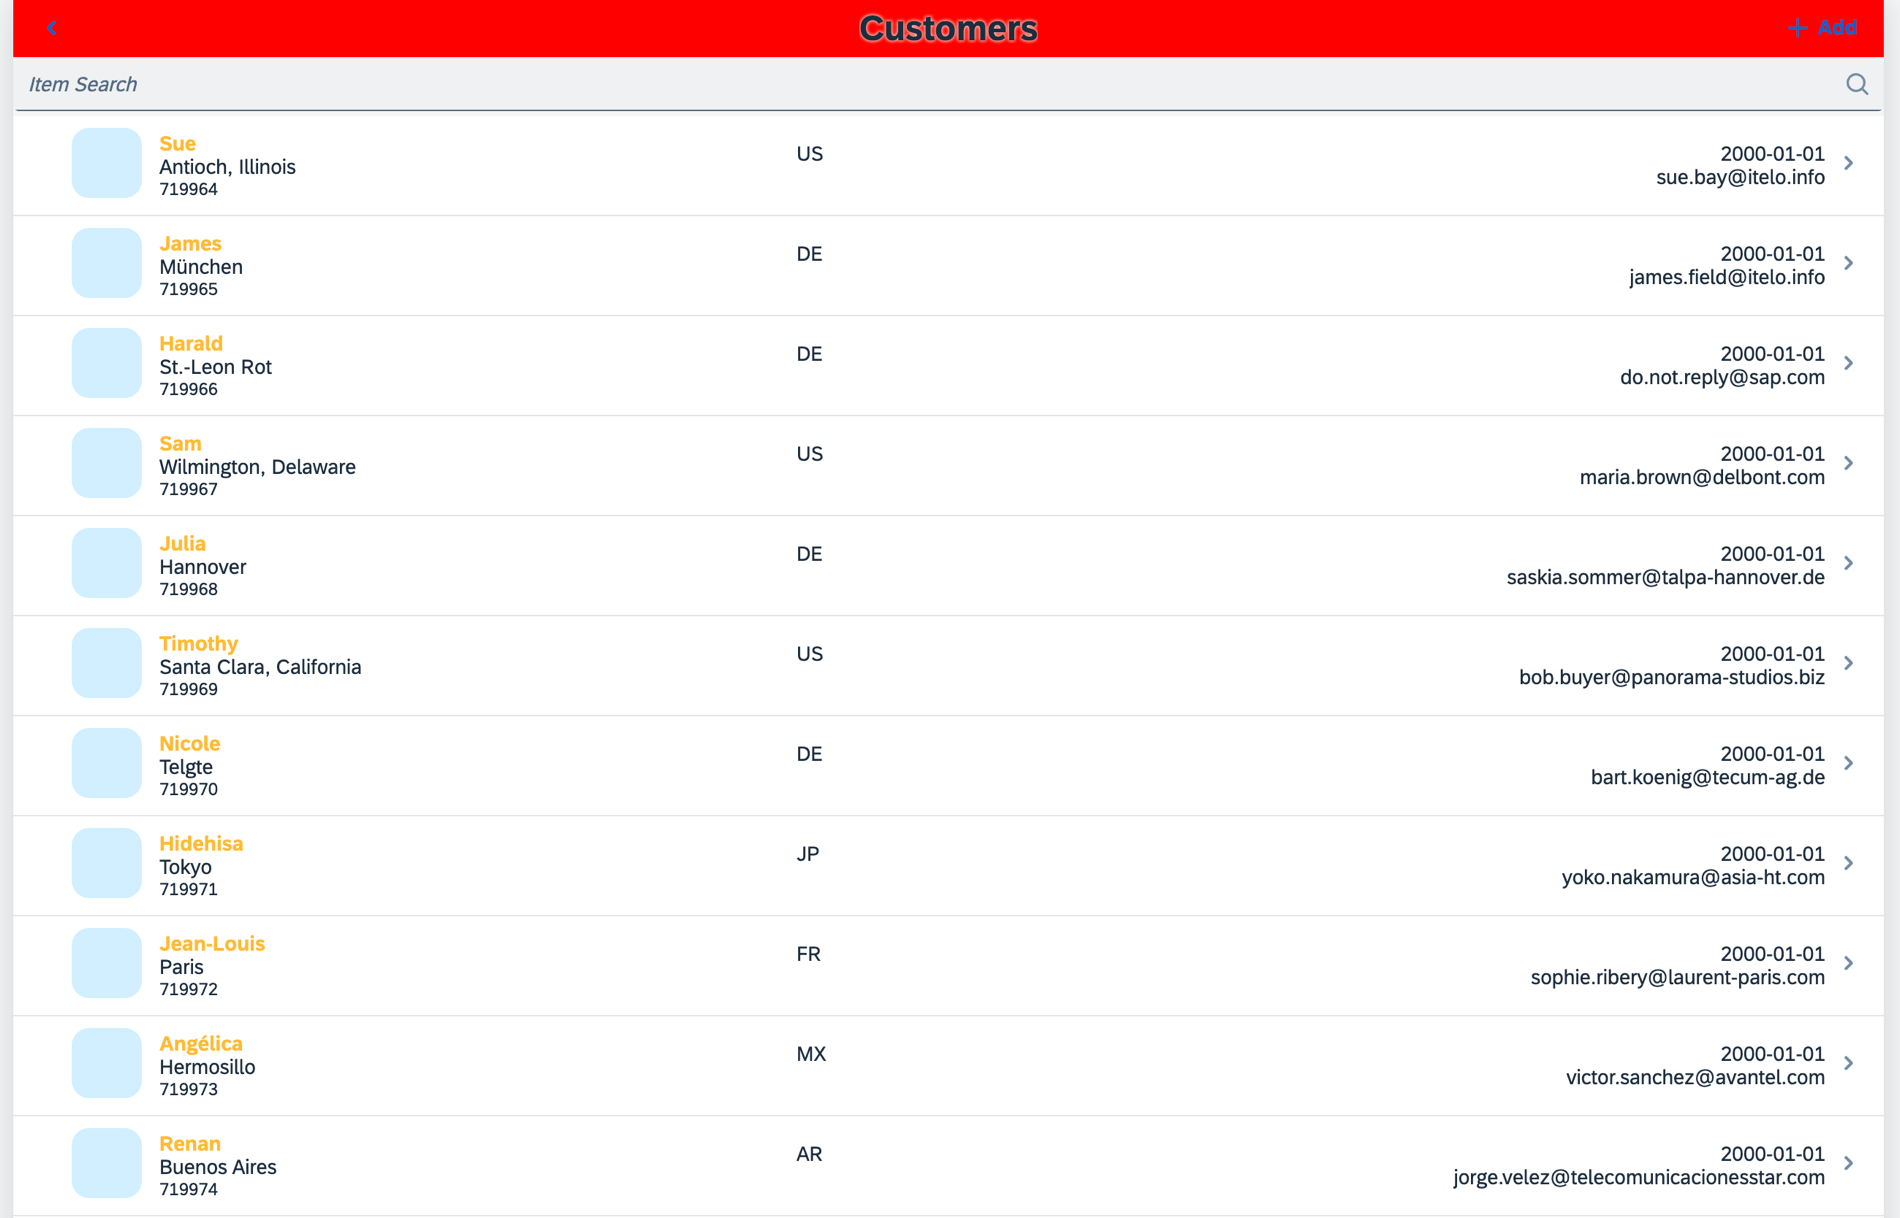 Customers
Add
Item Search
Sue
Antioch, Illinois
719964
US
2000-01-01
sue.bay@itelo.info
James
München
719965
DE
2000-01-01
james.field@itelo.info
Harald
St.-Leon Rot
719966
DE
2000-01-01
do.not.reply@sap.com
Sam
Wilmington, Delaware
719967
US
2000-01-01
maria.brown@delbont.com
Julia
Hannover
719968
DE
2000-01-01
saskia.sommer@talpa-hannover.de
Timothy
Santa Clara, California
719969
US
2000-01-01
bob.buyer@panorama-studios.biz
Nicole
Telgte
719970
DE
2000-01-01
bart.koenig@tecum-ag.de
Hidehisa
Tokyo
719971
JP
2000-01-01
yoko.nakamura@asia-ht.com
Jean-Louis
Paris
719972
FR
2000-01-01
sophie.ribery@laurent-paris.com
Angélica
Hermosillo
719973
MX
2000-01-01
victor.sanchez@avantel.com
Renan
Buenos Aires
719974
AR
2000-01-01
jorge.velez@telecomunicacionesstar.com